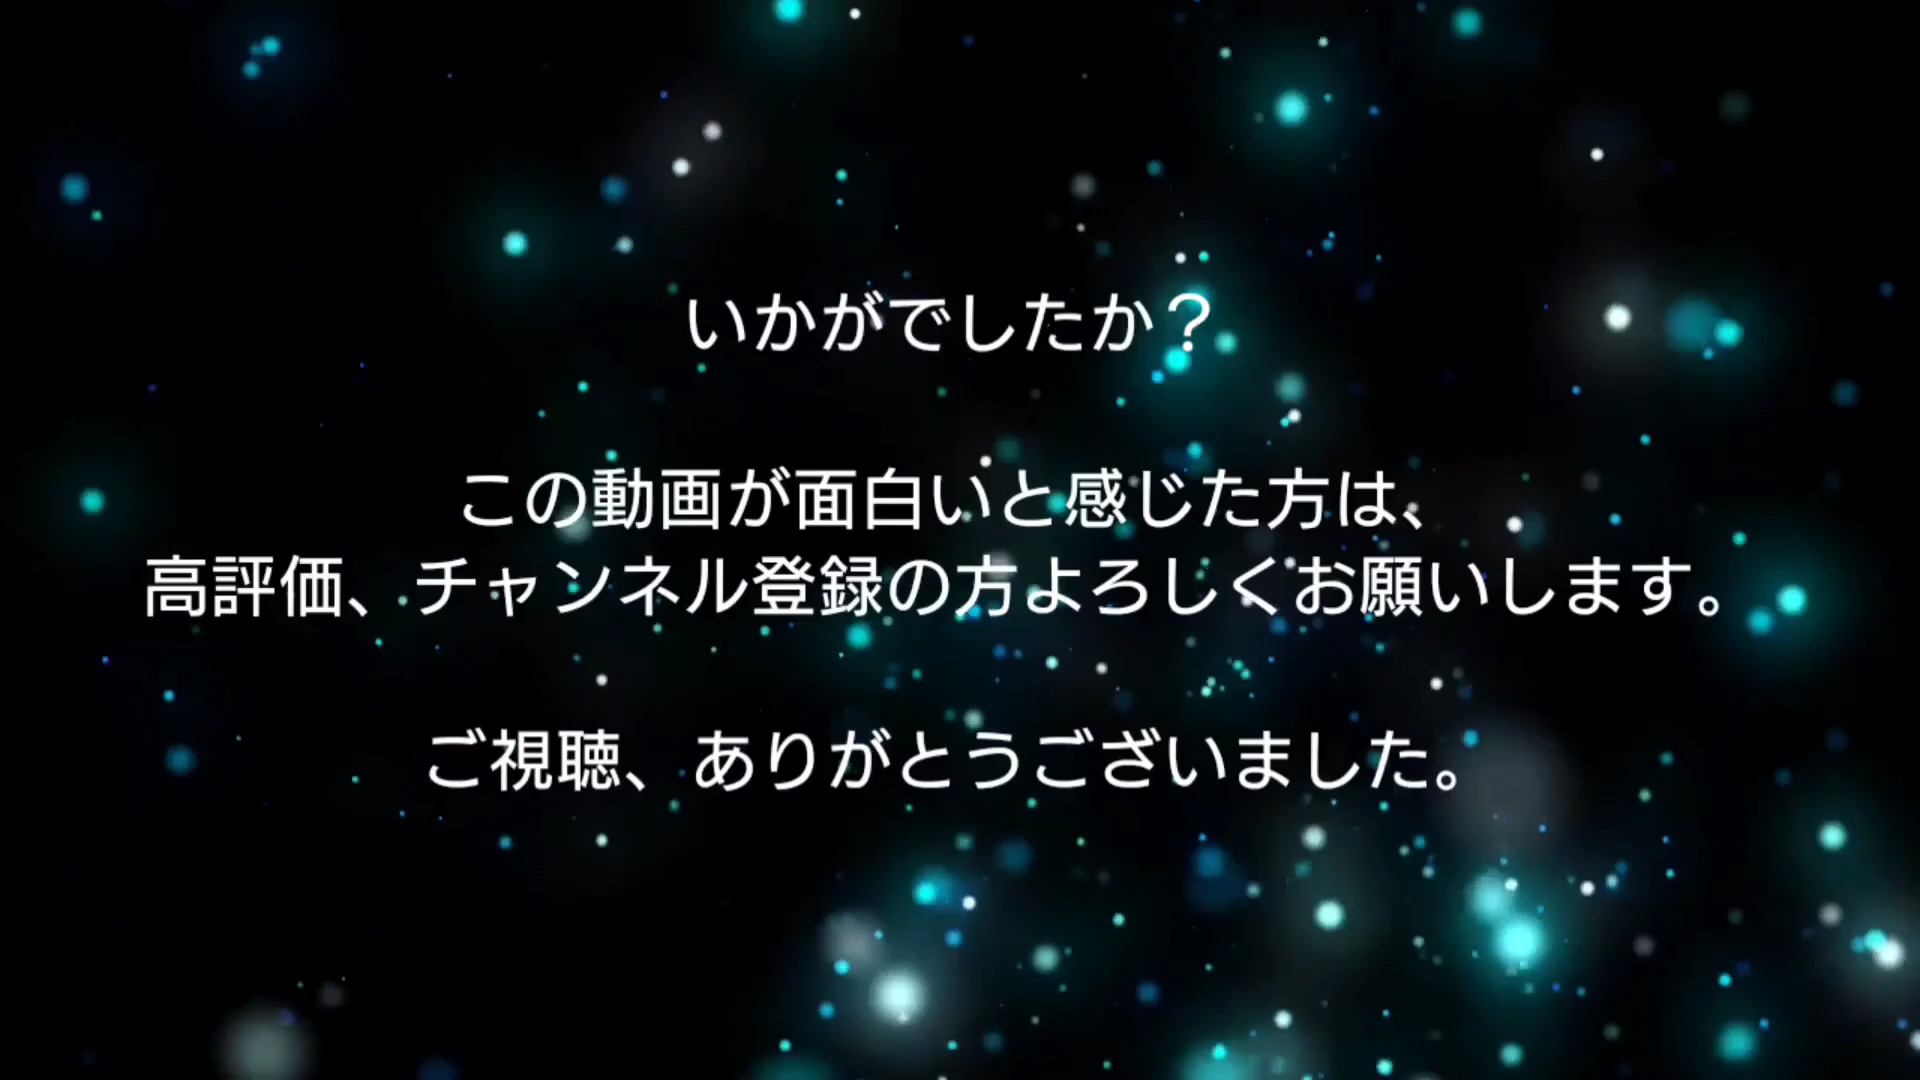 いかがでしたか？
この動画が面白いと感じた方は、
高評価、チャンネル登録の方よろしくお願いします。
ご視聴、ありがとうございました。